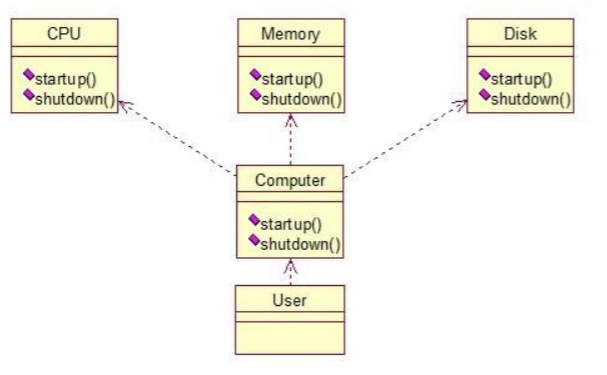 CPU
startup()
shutdown()
Memory
startup()
shutdown()
Disk
startup()
shutdown()
Computer
startup()
shutdown()
User